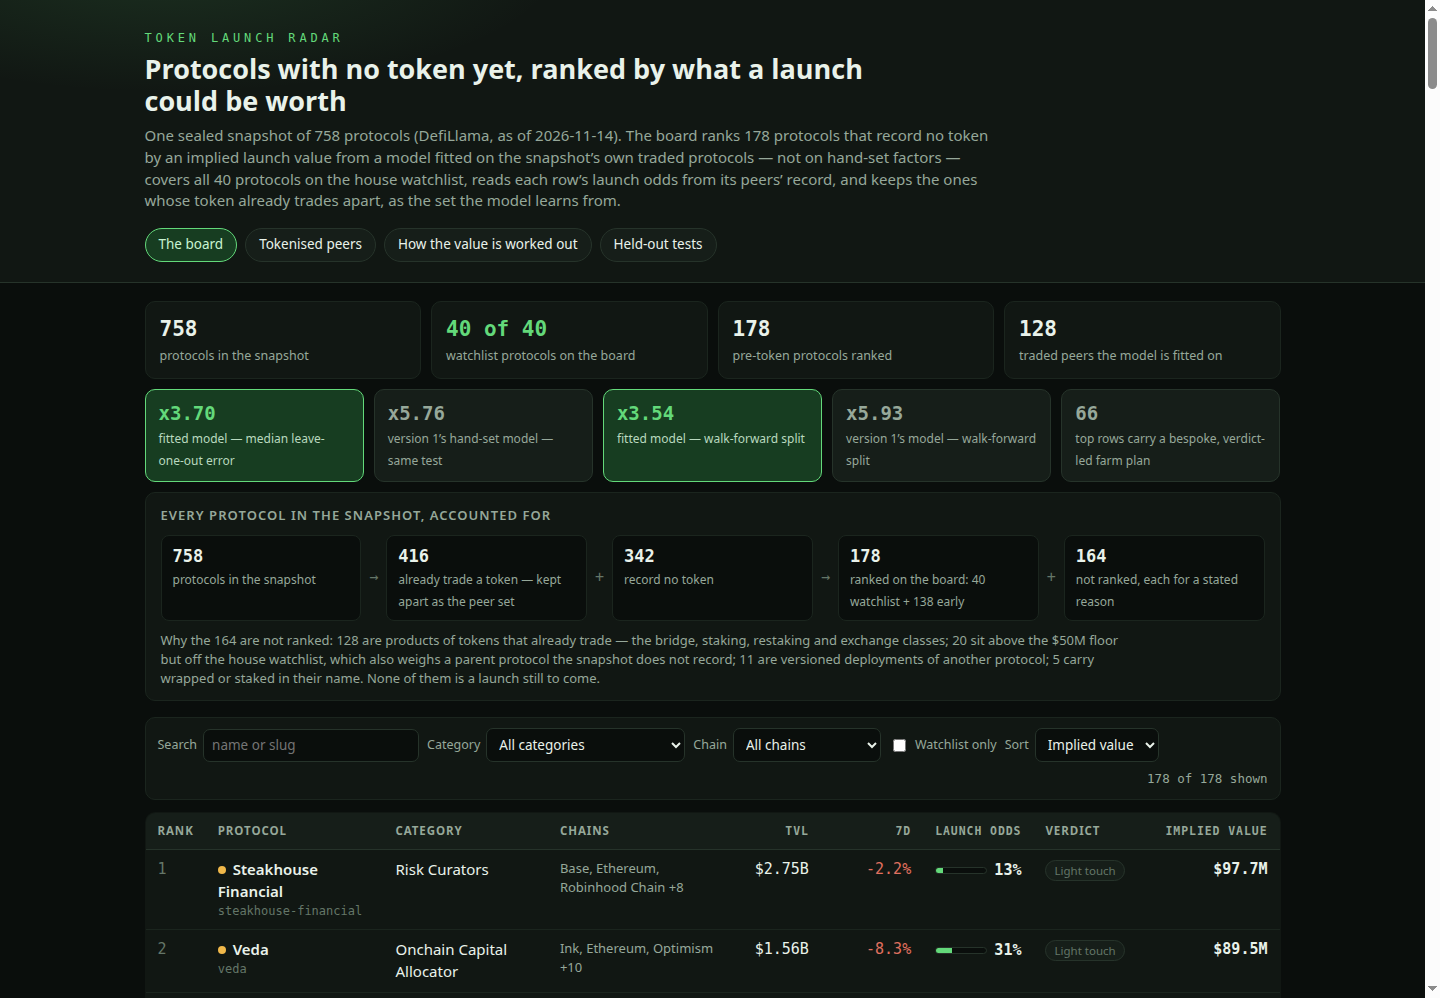 TOKEN LAUNCH RADAR
Protocols with no token yet, ranked by what a launch
could be worth
One sealed snapshot of 758 protocols (DefiLlama, as of 2026-11-14). The board ranks 178 protocols that record no token
by an implied launch value from a model fitted on the snapshot's own traded protocols — not on hand-set factors —
covers all 40 protocols on the house watchlist, reads each row's launch odds from its peers' record, and keeps the ones
whose token already trades apart, as the set the model learns from.
The board
Tokenised peers
How the value is worked out
Held-out tests
758
protocols in the snapshot
40 of 40
watchlist protocols on the board
178
pre-token protocols ranked
128
traded peers the model is fitted on
x3.70
fitted model — median leave-
one-out error
x5.76
version 1's hand-set model —
same test
x3.54
fitted model — walk-forward split
x5.93
version 1's model — walk-forward
split
66
top rows carry a bespoke, verdict-
led farm plan
EVERY PROTOCOL IN THE SNAPSHOT, ACCOUNTED FOR
758
protocols in the snapshot
→
416
already trade a token — kept
apart as the peer set
+
342
record no token
→
178
ranked on the board: 40
watchlist + 138 early
+
164
not ranked, each for a stated
reason
Why the 164 are not ranked: 128 are products of tokens that already trade — the bridge, staking, restaking and exchange classes; 20 sit above the $50M floor
but off the house watchlist, which also weighs a parent protocol the snapshot does not record; 11 are versioned deployments of another protocol; 5 carry
wrapped or staked in their name. None of them is a launch still to come.
Search name or slug Category All categories Chain All chains Watchlist only Sort Implied value
178 of 178 shown
RANK PROTOCOL CATEGORY CHAINS TVL 7D LAUNCH ODDS VERDICT IMPLIED VALUE
1 Steakhouse Financial Risk Curators Base, Ethereum, Robinhood Chain +8 $2.75B -2.2% 13% Light touch $97.7M
steakhouse-financial
2 Veda Onchain Capital Allocator Ink, Ethereum, Optimism +10 $1.56B -8.3% 31% Light touch $89.5M
veda